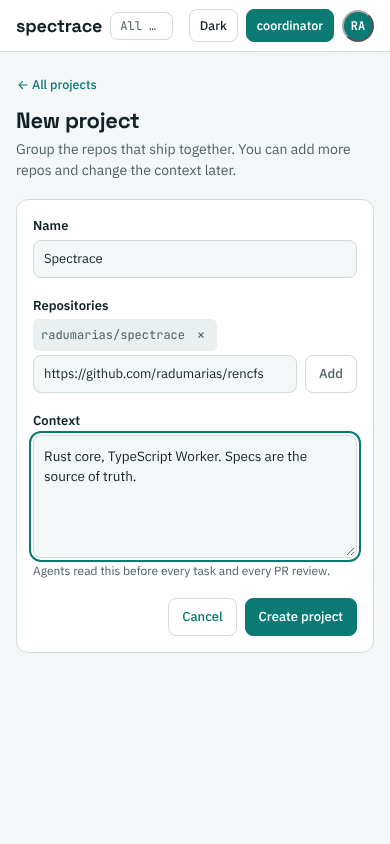 spectrace
All …
Dark
coordinator
RA
← All projects
New project
Group the repos that ship together. You can add more
repos and change the context later.
Name
Spectrace
Repositories
radumarias/spectrace ×
https://github.com/radumarias/rencfs
Add
Context
Rust core, TypeScript Worker. Specs are the
source of truth.
Agents read this before every task and every PR review.
Cancel
Create project